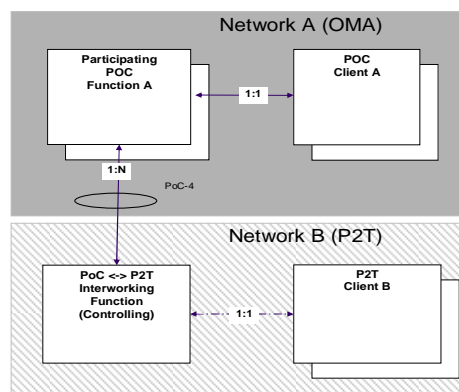 Network A (OMA)
Participating
POC
Function A
POC
Client A
1:1
1:N
PoC-4
Network B (P2T)
PoC <-> P2T
Interworking
Function
(Controlling)
P2T
Client B
1:1